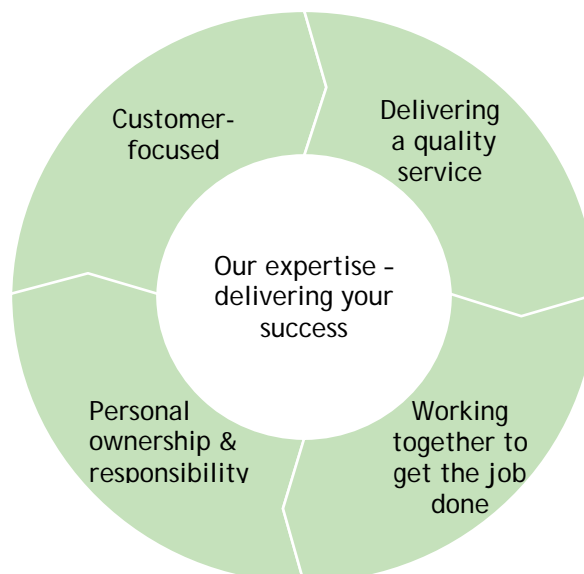 Customer-
focused
Delivering
a quality
service
Our expertise -
delivering your
success
Personal
ownership &
responsibility
Working
together to
get the job
done